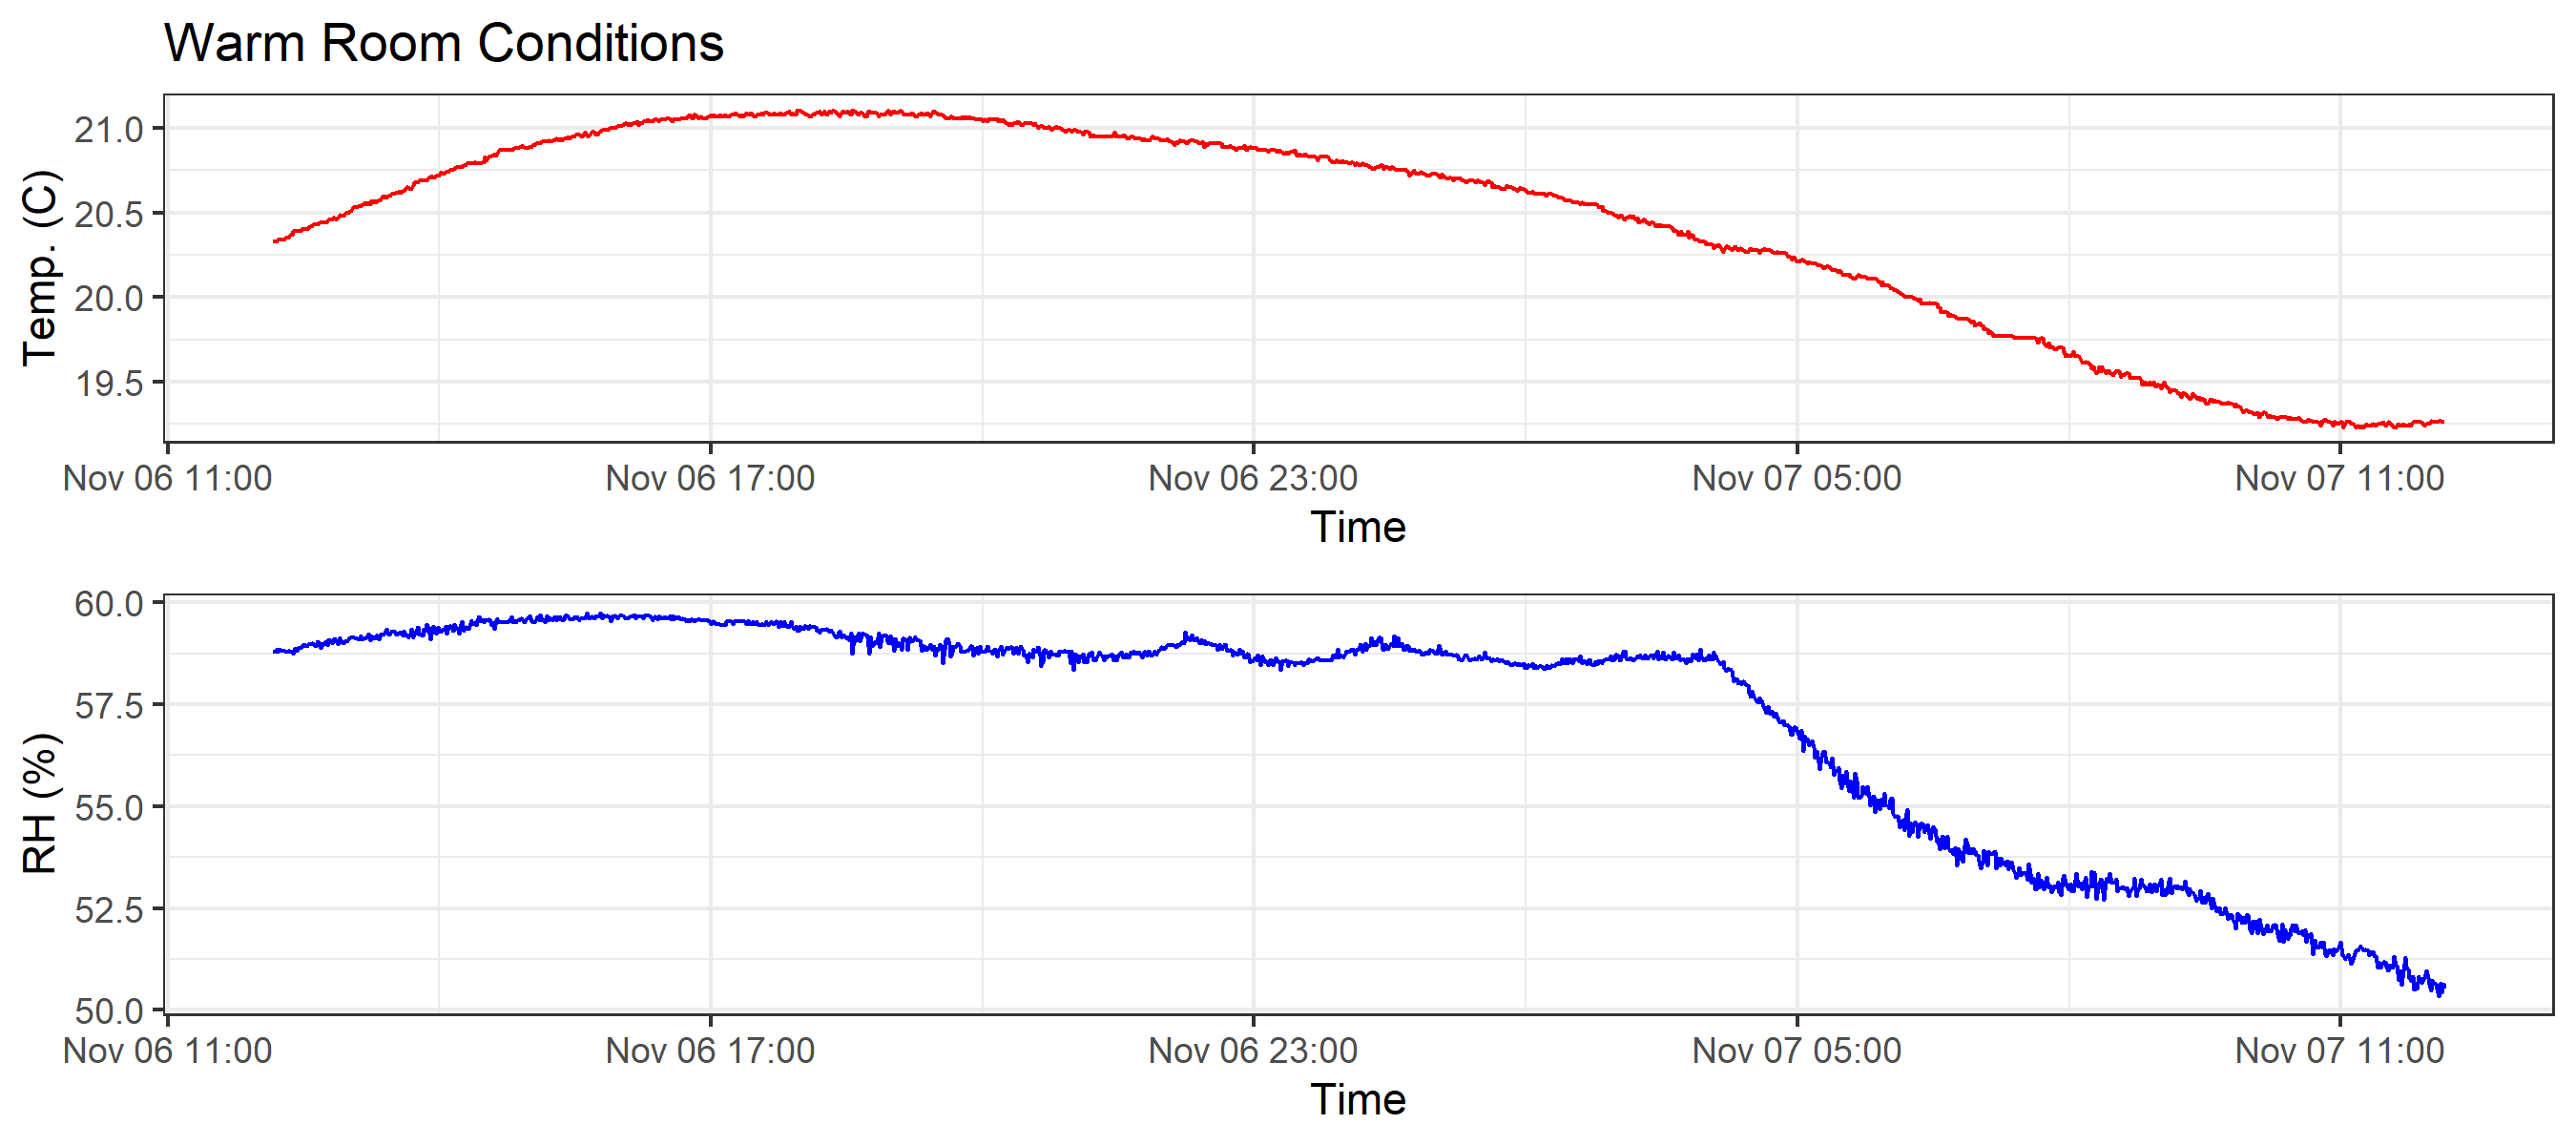 Warm Room Conditions
Temp. (C)
21.0
20.5
20.0
19.5
Nov 06 11:00 Nov 06 17:00 Nov 06 23:00 Nov 07 05:00 Nov 07 11:00
Time
RH (%)
60.0
57.5
55.0
52.5
50.0
Nov 06 11:00 Nov 06 17:00 Nov 06 23:00 Nov 07 05:00 Nov 07 11:00
Time